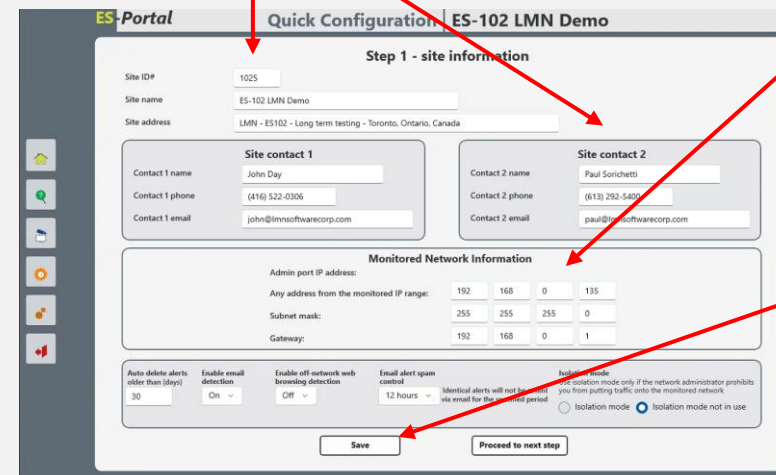 ES-Portal Quick Configuration ES-102 LMN Demo
Step 1 - site information
Site ID# 1025
Site name ES-102 LMN Demo
Site address LMN - ES102 - Long term testing - Toronto, Ontario, Canada
Site contact 1 Site contact 2
Contact 1 name John Day Contact 2 name Paul Sorichetti
Contact 1 phone (416) 522-0306 Contact 2 phone (613) 292-5400
Contact 1 email john@lmnsoftwarecorp.com Contact 2 email paul@lmnsoftwarecorp.com
Monitored Network Information
Admin port IP address:
Any address from the monitored IP range: 192 168 0 135
Subnet mask: 255 255 255 0
Gateway: 192 168 0 1
Auto delete alerts
older than (days)
30
Enable email
detection
On
Enable off-network web
browsing detection
Off
Email alert spam
control
12 hours
Identical alerts will not be
via email for the specified period
Isolation mode
Use isolation mode only if the network administrator prohibits
you from putting traffic onto the monitored network
Isolation mode Isolation mode not in use
Save Proceed to next step